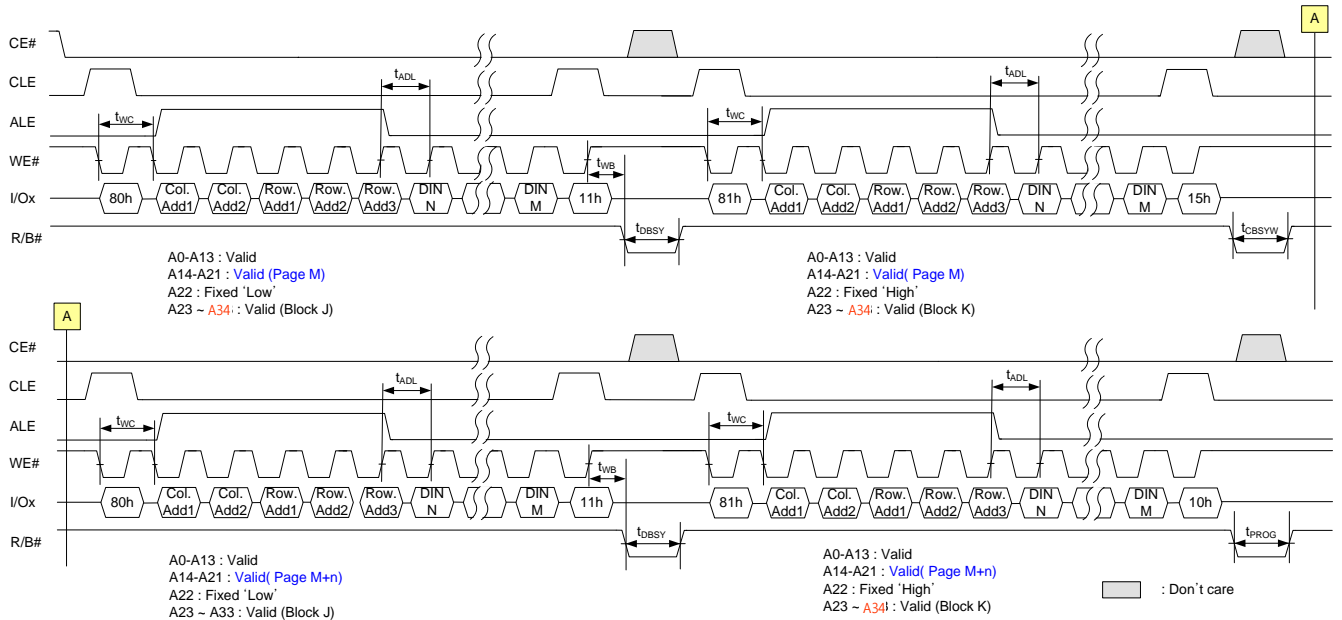 A
CE#
CLE
tADL
tADL
ALE
tWC
tWC
WE#
tWB
I/Ox
80h
Col. Add1
Col. Add2
Row. Add1
Row. Add2
Row. Add3
DIN N
DIN M
11h
81h
Col. Add1
Col. Add2
Row. Add1
Row. Add2
Row. Add3
DIN N
DIN M
15h
R/B#
tDBSY
tCBSYW
A0-A13 : Valid
A14-A21 : Valid (Page M)
A22 : Fixed 'Low'
A23 ~ A34 : Valid (Block J)
A0-A13 : Valid
A14-A21 : Valid( Page M)
A22 : Fixed 'High'
A23 ~ A34 : Valid (Block K)
A
CE#
CLE
tADL
tADL
ALE
tWC
tWC
WE#
tWB
I/Ox
80h
Col. Add1
Col. Add2
Row. Add1
Row. Add2
Row. Add3
DIN N
DIN M
11h
81h
Col. Add1
Col. Add2
Row. Add1
Row. Add2
Row. Add3
DIN N
DIN M
10h
R/B#
tDBSY
tPROG
A0-A13 : Valid
A14-A21 : Valid( Page M+n)
A22 : Fixed 'Low'
A23 ~ A33 : Valid (Block J)
A0-A13 : Valid
A14-A21 : Valid( Page M+n)
A22 : Fixed 'High'
A23 ~ A34 : Valid (Block K)
: Don't care